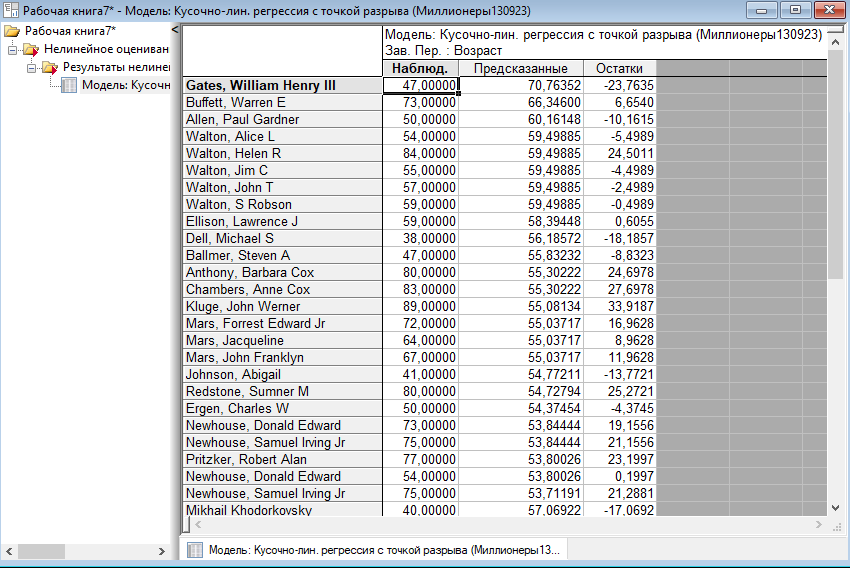 Рабочая книга7* - Модель: Кусочно-лин. регрессия с точкой разрыва (Миллионеры130923)
Рабочая книга7*
Нелинейное оцениван
Результаты нелине
Модель: Кусочн
Модель: Кусочно-лин. регрессия с точкой разрыва (Миллионеры130923)
Зав. Пер. : Возраст
Наблюд. Предсказанные Остатки
Gates, William Henry III 47,00000 70,76352 -23,7635
Buffett, Warren E 73,00000 66,34600 6,6540
Allen, Paul Gardner 50,00000 60,16148 -10,1615
Walton, Alice L 54,00000 59,49885 -5,4989
Walton, Helen R 84,00000 59,49885 24,5011
Walton, Jim C 55,00000 59,49885 -4,4989
Walton, John T 57,00000 59,49885 -2,4989
Walton, S Robson 59,00000 59,49885 -0,4989
Ellison, Lawrence J 59,00000 58,39448 0,6055
Dell, Michael S 38,00000 56,18572 -18,1857
Ballmer, Steven A 47,00000 55,83232 -8,8323
Anthony, Barbara Cox 80,00000 55,30222 24,6978
Chambers, Anne Cox 83,00000 55,30222 27,6978
Kluge, John Werner 89,00000 55,08134 33,9187
Mars, Forrest Edward Jr 72,00000 55,03717 16,9628
Mars, Jacqueline 64,00000 55,03717 8,9628
Mars, John Franklyn 67,00000 55,03717 11,9628
Johnson, Abigail 41,00000 54,77211 -13,7721
Redstone, Sumner M 80,00000 54,72794 25,2721
Ergen, Charles W 50,00000 54,37454 -4,3745
Newhouse, Donald Edward 73,00000 53,84444 19,1556
Newhouse, Samuel Irving Jr 75,00000 53,84444 21,1556
Pritzker, Robert Alan 77,00000 53,80026 23,1997
Newhouse, Donald Edward 54,00000 53,80026 0,1997
Newhouse, Samuel Irving Jr 75,00000 53,71191 21,2881
Mikhail Khodorkovsky 40,00000 57,06922 -17,0692
Модель: Кусочно-лин. регрессия с точкой разрыва (Миллионеры13...